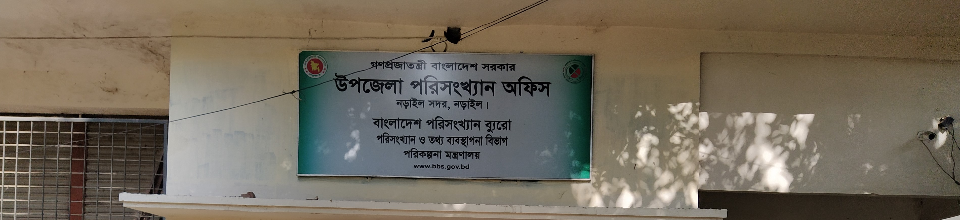 গণপ্রজাতন্ত্রী বাংলাদেশ সরকার
উপজেলা পরিসংখ্যান অফিস
নড়াইল সদর, নড়াইল।
বাংলাদেশ পরিসংখ্যান ব্যুরো
পরিসংখ্যান ও তথ্য ব্যবস্থাপনা বিভাগ
পরিকল্পনা মন্ত্রণালয়
www.bbs.gov.bd